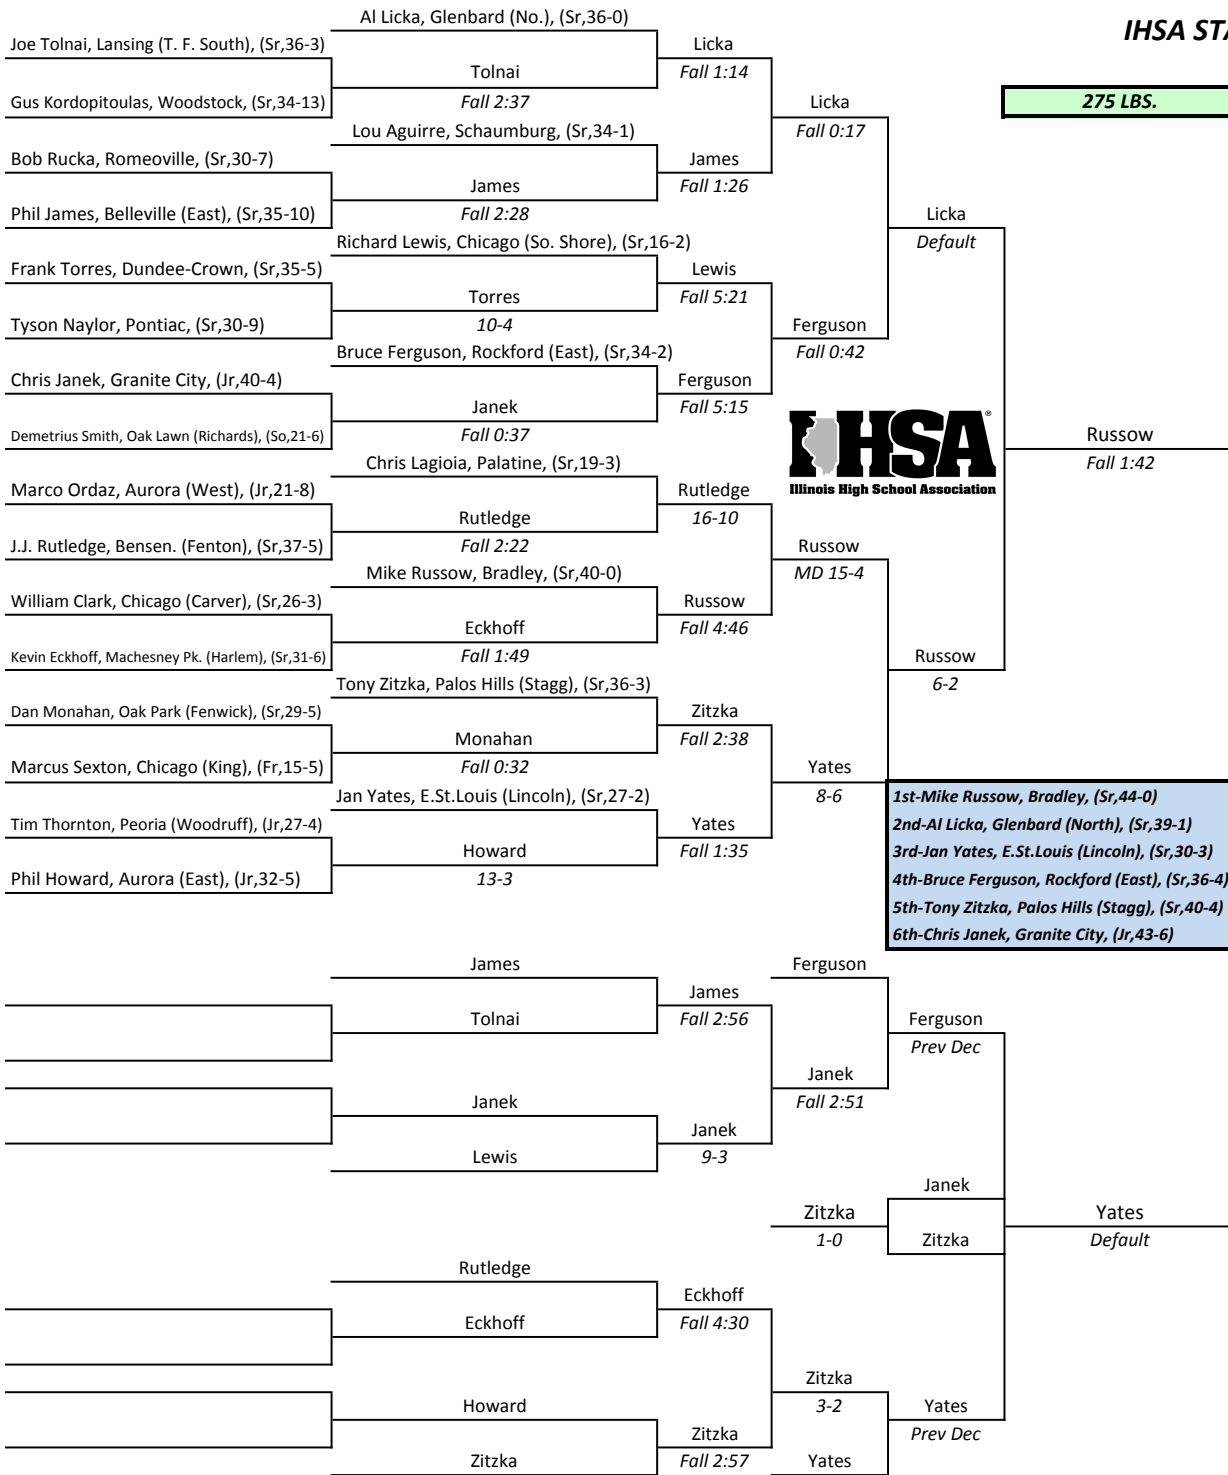 Al Licka, Glenbard (No.), (Sr,36-0)
IHSA STA
Joe Tolnai, Lansing (T. F. South), (Sr,36-3)
Licka
Tolnai
Fall 1:14
Gus Kordopitoulas, Woodstock, (Sr,34-13)
Fall 2:37
Licka
275 LBS.
Lou Aguirre, Schaumburg, (Sr,34-1)
Fall 0:17
Bob Rucka, Romeoville, (Sr,30-7)
James
James
Fall 1:26
Phil James, Belleville (East), (Sr,35-10)
Fall 2:28
Licka
Richard Lewis, Chicago (So. Shore), (Sr,16-2)
Default
Frank Torres, Dundee-Crown, (Sr,35-5)
Lewis
Torres
Fall 5:21
Tyson Naylor, Pontiac, (Sr,30-9)
10-4
Ferguson
Bruce Ferguson, Rockford (East), (Sr,34-2)
Fall 0:42
Chris Janek, Granite City, (Jr,40-4)
Ferguson
Janek
Fall 5:15
Demetrius Smith, Oak Lawn (Richards), (So,21-6)
Fall 0:37
IHSA®
Illinois High School Association
Russow
Fall 1:42
Chris Lagioia, Palatine, (Sr,19-3)
Marco Ordaz, Aurora (West), (Jr,21-8)
Rutledge
Rutledge
16-10
J.J. Rutledge, Bensen. (Fenton), (Sr,37-5)
Fall 2:22
Russow
Mike Russow, Bradley, (Sr,40-0)
MD 15-4
William Clark, Chicago (Carver), (Sr,26-3)
Russow
Eckhoff
Fall 4:46
Kevin Eckhoff, Machesney Pk. (Harlem), (Sr,31-6)
Fall 1:49
Russow
Tony Zitzka, Palos Hills (Stagg), (Sr,36-3)
6-2
Dan Monahan, Oak Park (Fenwick), (Sr,29-5)
Zitzka
Monahan
Fall 2:38
Marcus Sexton, Chicago (King), (Fr,15-5)
Fall 0:32
Yates
Jan Yates, E.St.Louis (Lincoln), (Sr,27-2)
8-6
Tim Thornton, Peoria (Woodruff), (Jr,27-4)
Yates
Howard
Fall 1:35
Phil Howard, Aurora (East), (Jr,32-5)
13-3
1st-Mike Russow, Bradley, (Sr,44-0)
2nd-Al Licka, Glenbard (North), (Sr,39-1)
3rd-Jan Yates, E.St.Louis (Lincoln), (Sr,30-3)
4th-Bruce Ferguson, Rockford (East), (Sr,36-4)
5th-Tony Zitzka, Palos Hills (Stagg), (Sr,40-4)
6th-Chris Janek, Granite City, (Jr,43-6)
James
Ferguson
James
Tolnai
Fall 2:56
Ferguson
Prev Dec
Janek
Janek
Fall 2:51
Janek
Lewis
9-3
Janek
Zitzka
Yates
1-0
Zitzka
Default
Rutledge
Eckhoff
Eckhoff
Fall 4:30
Zitzka
Howard
3-2
Yates
Zitzka
Prev Dec
Zitzka
Fall 2:57
Yates